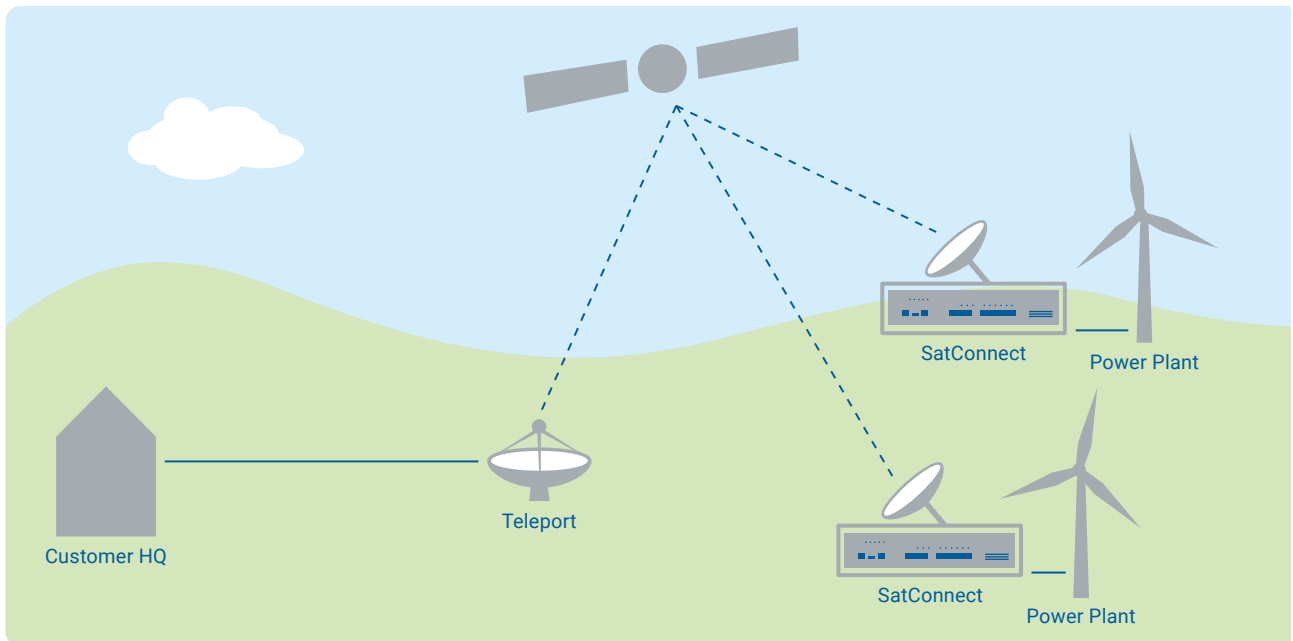 SatConnect
Power Plant
Teleport
Customer HQ
SatConnect
Power Plant